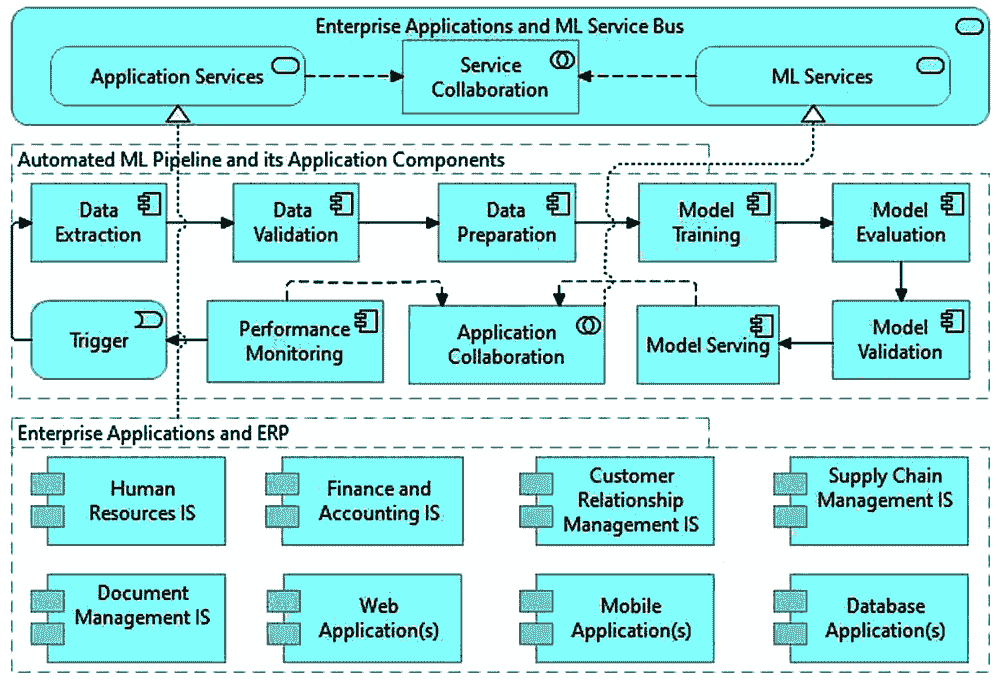 Enterprise Applications and ML Service Bus
Application Services
Service
Collaboration
ML Services
Automated ML Pipeline and its Application Components
Data
Extraction
Data
Validation
Data
Preparation
Model
Training
Model
Evaluation
Trigger
Performance
Monitoring
Application
Collaboration
Model Serving
Model
Validation
Enterprise Applications and ERP
Human
Resources IS
Finance and
Accounting IS
Customer
Relationship
Management IS
Supply Chain
Management IS
Document
Management IS
Web
Application(s)
Mobile
Application(s)
Database
Application(s)